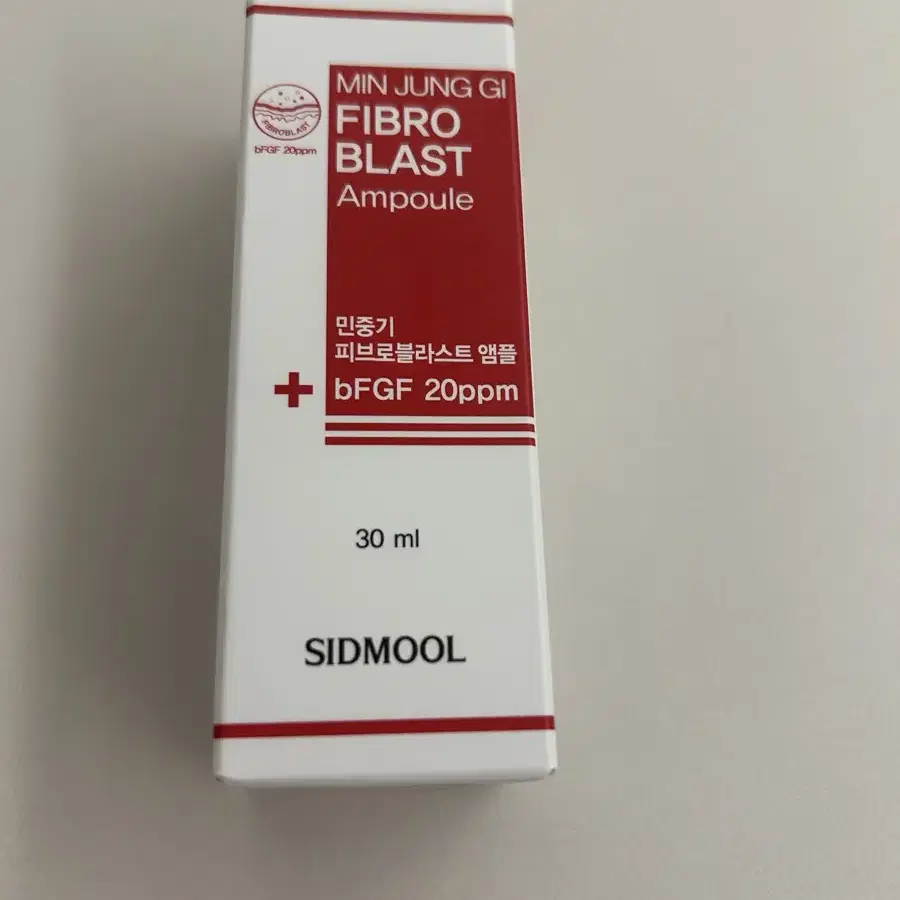 MIN JUNG GI
FIBRO
BLAST
Ampoule
FIBROBLAST
bFGF 20ppm
민중기
피브로블라스트 앰플
bFGF 20ppm
30 ml
SIDMOOL